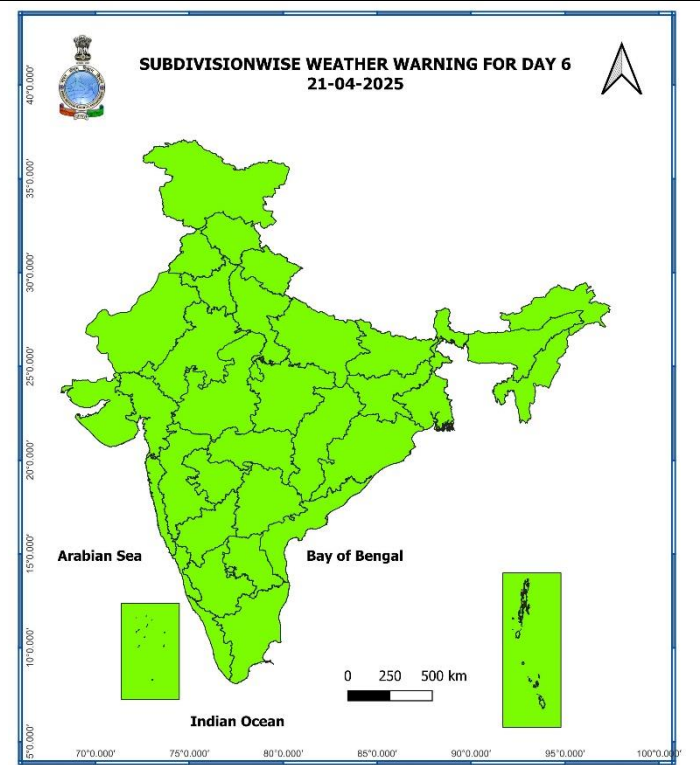 SUBDIVISIONWISE WEATHER WARNING FOR DAY 6
21-04-2025
40°0.000'
35°0.000'
30°0.000'
25°0.000'
20°0.000'
15°0.000'
10°0.000'
5°0.000'
Arabian Sea
Bay of Bengal
0 250 500 km
Indian Ocean
70°0.000' 75°0.000' 80°0.000' 85°0.000' 90°0.000' 95°0.000' 100°0.000'